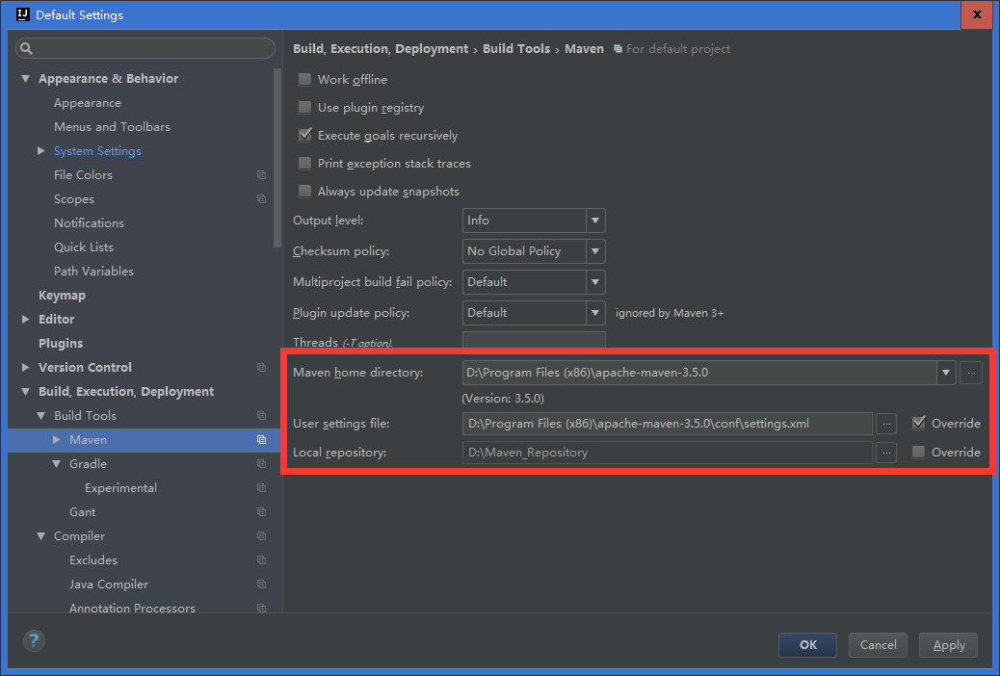 Default Settings
Appearance & Behavior
Appearance
Menus and Toolbars
System Settings
File Colors
Scopes
Notifications
Quick Lists
Path Variables
Keymap
Editor
Plugins
Version Control
Build, Execution, Deployment
Build Tools
Maven
Gradle
Experimental
Gant
Compiler
Excludes
Java Compiler
Annotation Processors
Build, Execution, Deployment › Build Tools › Maven For default project
Work offline
Use plugin registry
Execute goals recursively
Print exception stack traces
Always update snapshots
Output level: Info
Checksum policy: No Global Policy
Multiproject build fail policy: Default
Plugin update policy: Default ignored by Maven 3+
Threads (-T option)
Maven home directory: D:\Program Files (x86)\apache-maven-3.5.0 ...
(Version: 3.5.0)
User settings file: D:\Program Files (x86)\apache-maven-3.5.0\conf\settings.xml ... Override
Local repository: D:\Maven_Repository ... Override
? OK Cancel Apply